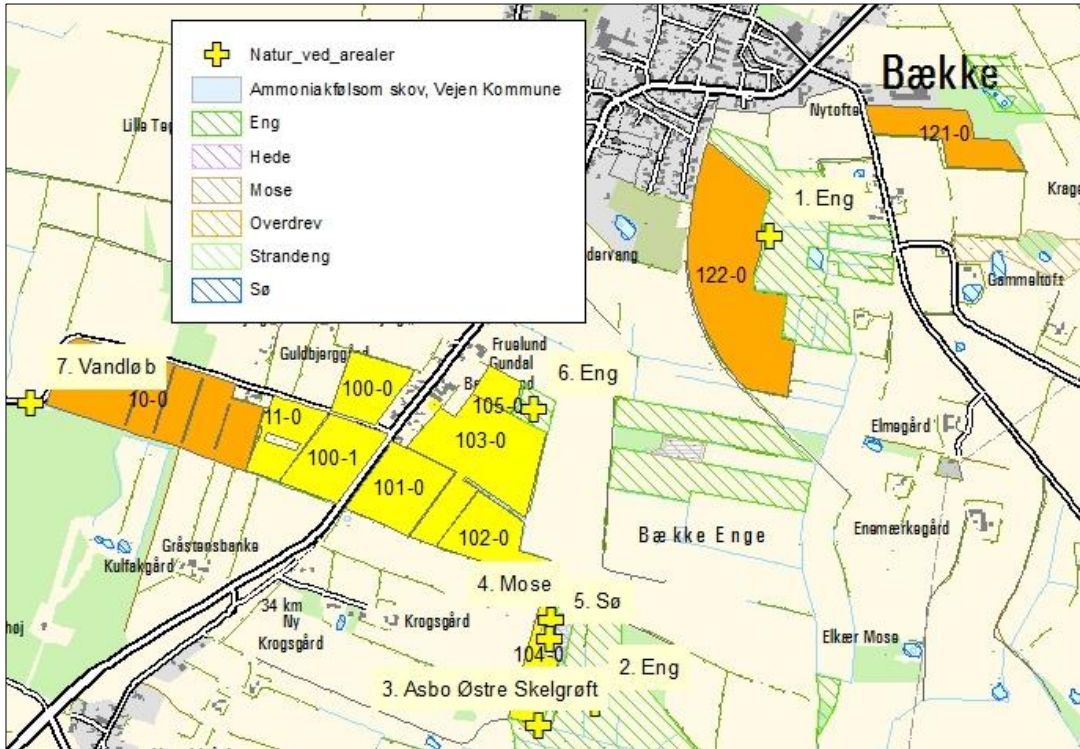 Natur_ved_arealer
Ammoniakfølsom skov, Vejen Kommune
Eng
Hede
Mose
Overdrev
Strandeng
Sø
Bække
Nytofte
121-0
Lille
1. Eng
122-0
Gammeltoft
7. Vandløb
Guldbjerggård
Fruelund
Gundal
6. Eng
100-0
105-0
10-0
11-0
103-0
100-1
Elmegård
101-0
102-0
Bække Enge
Enemærkegård
Gråstensbanke
Kulfakgård
4. Mose
5. Sø
34 km
Ny
Krogsgård
Krogsgård
104-0
2. Eng
Elkær Mose
3. Asbo Østre Skelgrøft
høj